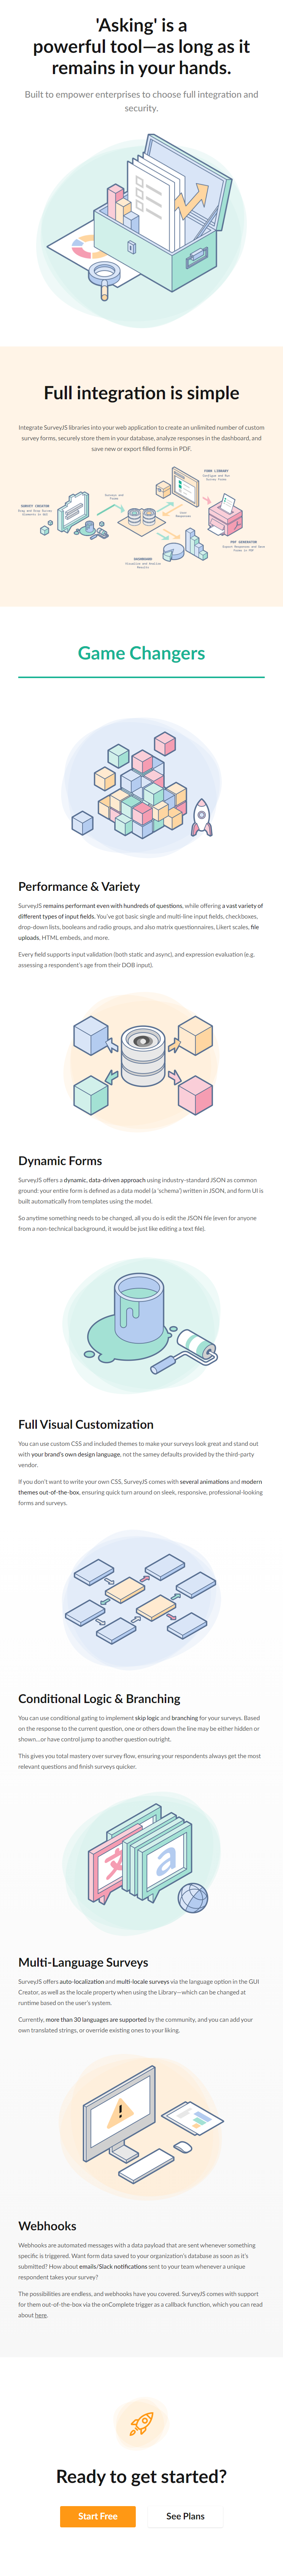 'Asking' is a
powerful tool—as long as it
remains in your hands.
Built to empower enterprises to choose full integration and
security.
Full integration is simple
Integrate SurveyJS libraries into your web application to create an unlimited number of custom
survey forms, securely store them in your database, analyze responses in the dashboard, and
save new or export filled forms in PDF.
FORM LIBRARY
SURVEY CREATOR
DASHBOARD
Visualize and Analyze
Results
PDF GENERATOR
Game Changers
Performance & Variety
SurveyJS remains performant even with hundreds of questions, while offering a vast variety of
different types of input fields. You've got basic single and multi-line input fields, checkboxes,
drop-down lists, booleans and radio groups, and also matrix questionnaires, Likert scales, file
uploads, HTML embeds, and more.
Every field supports input validation (both static and async), and expression evaluation (e.g.
assessing a respondent's age from their DOB input).
Dynamic Forms
SurveyJS offers a dynamic, data-driven approach using industry-standard JSON as common
ground: your entire form is defined as a data model (a 'schema') written in JSON, and form UI is
built automatically from templates using the model.
So anytime something needs to be changed, all you do is edit the JSON file (even for anyone
from a non-technical background, it would be just like editing a text file).
Full Visual Customization
You can use custom CSS and included themes to make your surveys look great and stand out
with your brand's own design language, not the samey defaults provided by the third-party
vendor.
If you don't want to write your own CSS, SurveyJS comes with several animations and modern
themes out-of-the-box, ensuring quick turn around on sleek, responsive, professional-looking
forms and surveys.
Conditional Logic & Branching
You can use conditional gating to implement skip logic and branching for your surveys. Based
on the response to the current question, one or others down the line may be either hidden or
shown...or have control jump to another question outright.
This gives you total mastery over survey flow, ensuring your respondents always get the most
relevant questions and finish surveys quicker.
a
Multi-Language Surveys
SurveyJS offers auto-localization and multi-locale surveys via the language option in the GUI
Creator, as well as the locale property when using the Library—which can be changed at
runtime based on the user's system.
Currently, more than 30 languages are supported by the community, and you can add your
own translated strings, or override existing ones to your liking.
Webhooks
Webhooks are automated messages with a data payload that are sent whenever something
specific is triggered. Want form data saved to your organization's database as soon as it's
submitted? How about emails/Slack notifications sent to your team whenever a unique
respondent takes your survey?
The possibilities are endless, and webhooks have you covered. SurveyJS comes with support
for them out-of-the-box via the onComplete trigger as a callback function, which you can read
about here.
Ready to get started?
Start Free
See Plans